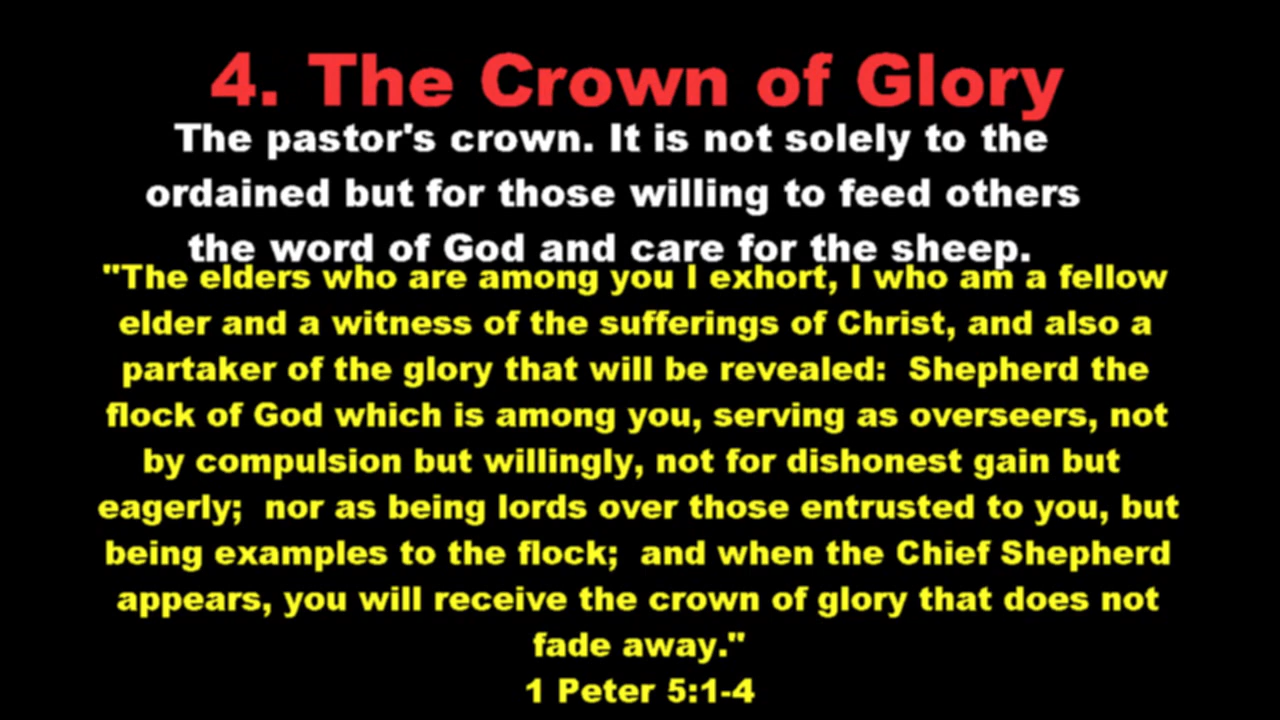 4. The Crown of Glory
The pastor's crown. It is not solely to the
ordained but for those willing to feed others
the word of God and care for the sheep.
"The elders who are among you I exhort, I who am a fellow
elder and a witness of the sufferings of Christ, and also a
partaker of the glory that will be revealed:  Shepherd the
flock of God which is among you, serving as overseers, not
by compulsion but willingly, not for dishonest gain but
eagerly;  nor as being lords over those entrusted to you, but
being examples to the flock;  and when the Chief Shepherd
appears, you will receive the crown of glory that does not
fade away."
1 Peter 5:1-4